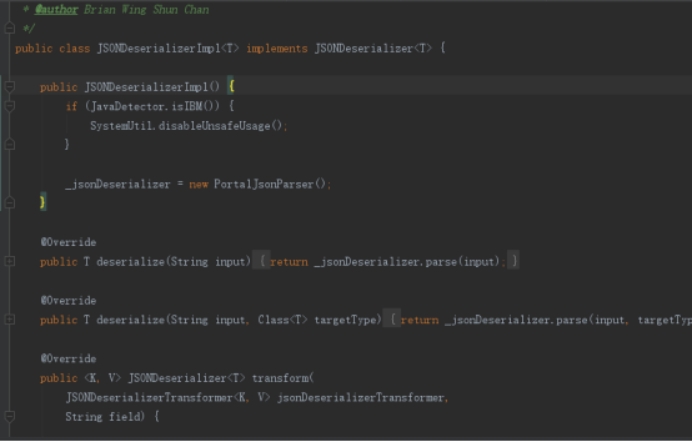 * @author Brian Wing Shun Chan
*/
public class JSONDeserializerImpl<T> implements JSONDeserializer<T> {
public JSONDeserializerImpl() {
if (JavaDetector.isIBM()) {
SystemUtil.disableUnsafeUsage();
}
_jsonDeserializer = new PortalJsonParser();
}
@Override
public T deserialize(String input) { return _jsonDeserializer.parse(input); }
@Override
public T deserialize(String input, Class<T> targetType) { return _jsonDeserializer.parse(input, targetTyp
@Override
public <K, V> JSONDeserializer<T> transform(
JSONDeserializerTransformer<K, V> jsonDeserializerTransformer,
String field) {